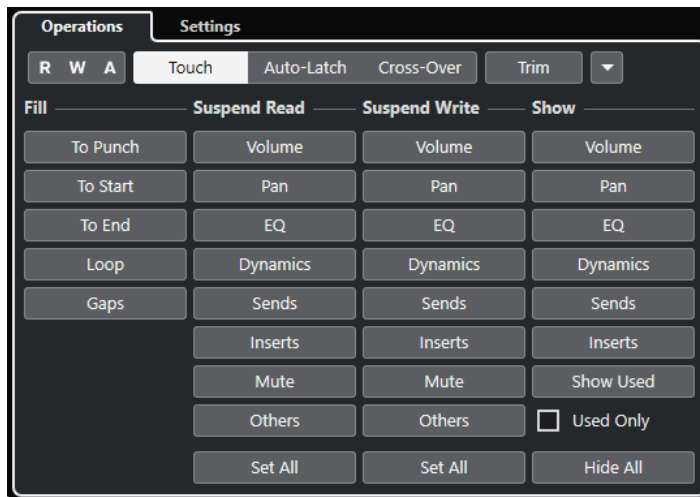 Operations Settings
R W A Touch Auto-Latch Cross-Over Trim
Fill Suspend Read Suspend Write Show
To Punch Volume Volume Volume
To Start Pan Pan Pan
To End EQ EQ EQ
Loop Dynamics Dynamics Dynamics
Gaps Sends Sends Sends
Inserts Inserts Inserts
Mute Mute Show Used
Others Others Used Only
Set All Set All Hide All